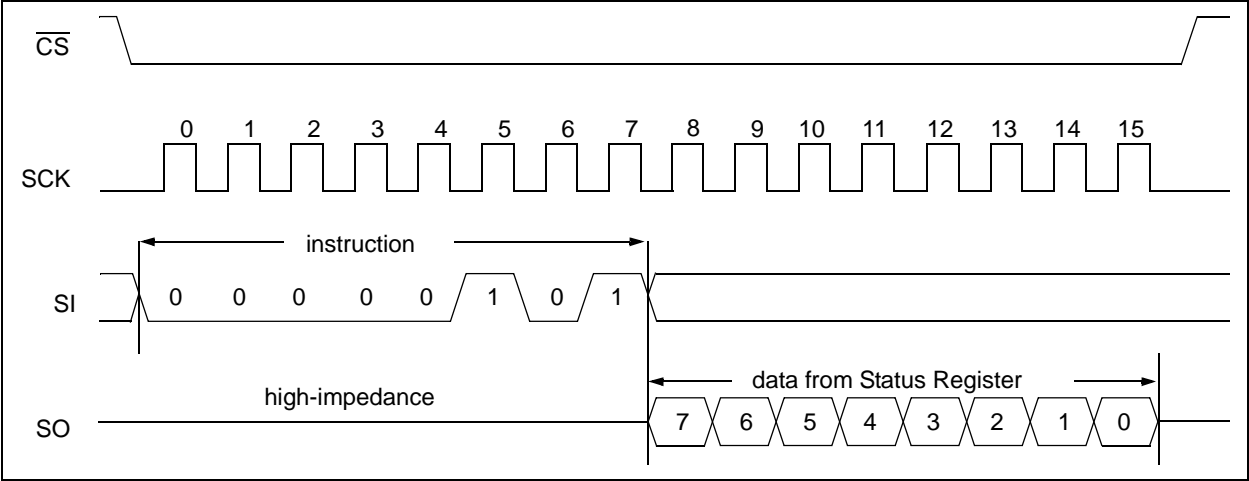 CS
0 1 2 3 4 5 6 7 8 9 10 11 12 13 14 15
SCK
instruction
SI 0 0 0 0 0 1 0 1
data from Status Register
high-impedance
SO 7 6 5 4 3 2 1 0